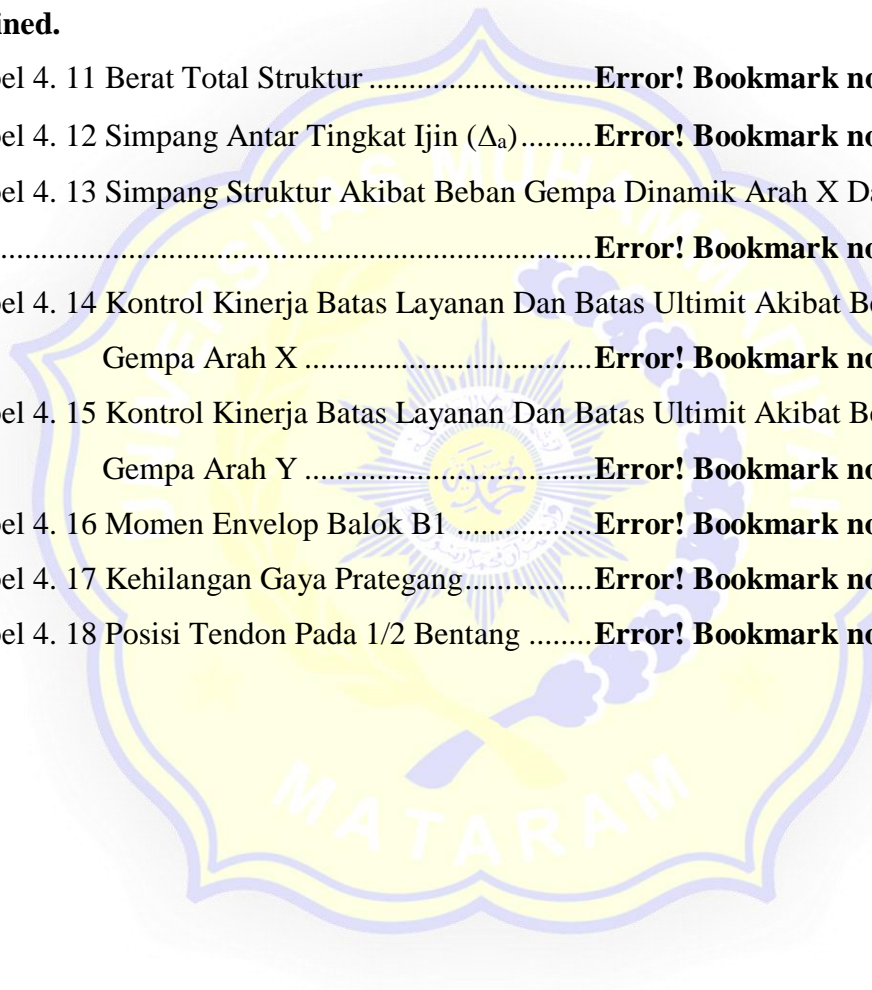 ined.
el 4. 11 Berat Total Struktur ............................Error! Bookmark no
el 4. 12 Simpang Antar Tingkat Ijin (Δa).........Error! Bookmark no
el 4. 13 Simpang Struktur Akibat Beban Gempa Dinamik Arah X Da
...........................................................................Error! Bookmark no
el 4. 14 Kontrol Kinerja Batas Layanan Dan Batas Ultimit Akibat Be
Gempa Arah X ....................................Error! Bookmark no
el 4. 15 Kontrol Kinerja Batas Layanan Dan Batas Ultimit Akibat Be
Gempa Arah Y ....................................Error! Bookmark no
el 4. 16 Momen Envelop Balok B1 .................Error! Bookmark no
el 4. 17 Kehilangan Gaya Prategang................Error! Bookmark no
el 4. 18 Posisi Tendon Pada 1/2 Bentang ........Error! Bookmark no
UNIVERSITAS MUHAMMADIYAH
MATARAM